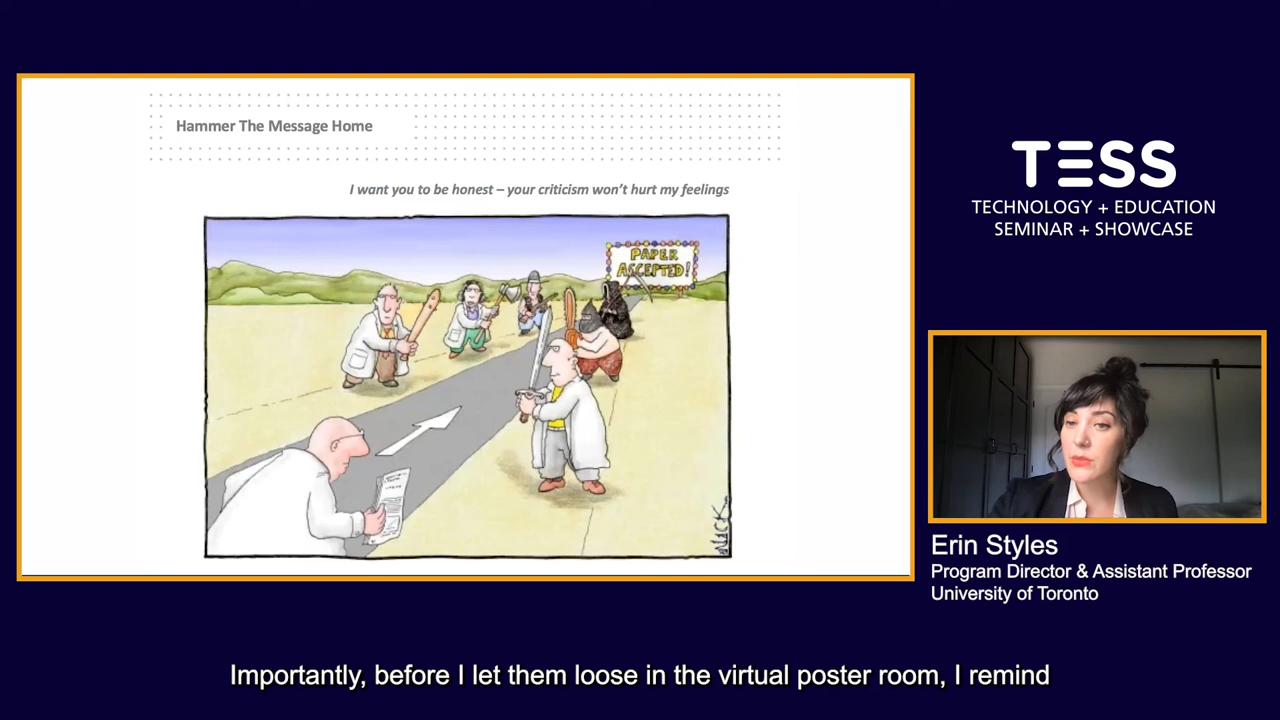 Hammer The Message Home
I want you to be honest – your criticism won't hurt my feelings
PAPER
ACCEPTED!
NICK
TESS
TECHNOLOGY + EDUCATION
SEMINAR + SHOWCASE
Erin Styles
Program Director & Assistant Professor
University of Toronto
Importantly, before I let them loose in the virtual poster room, I remind